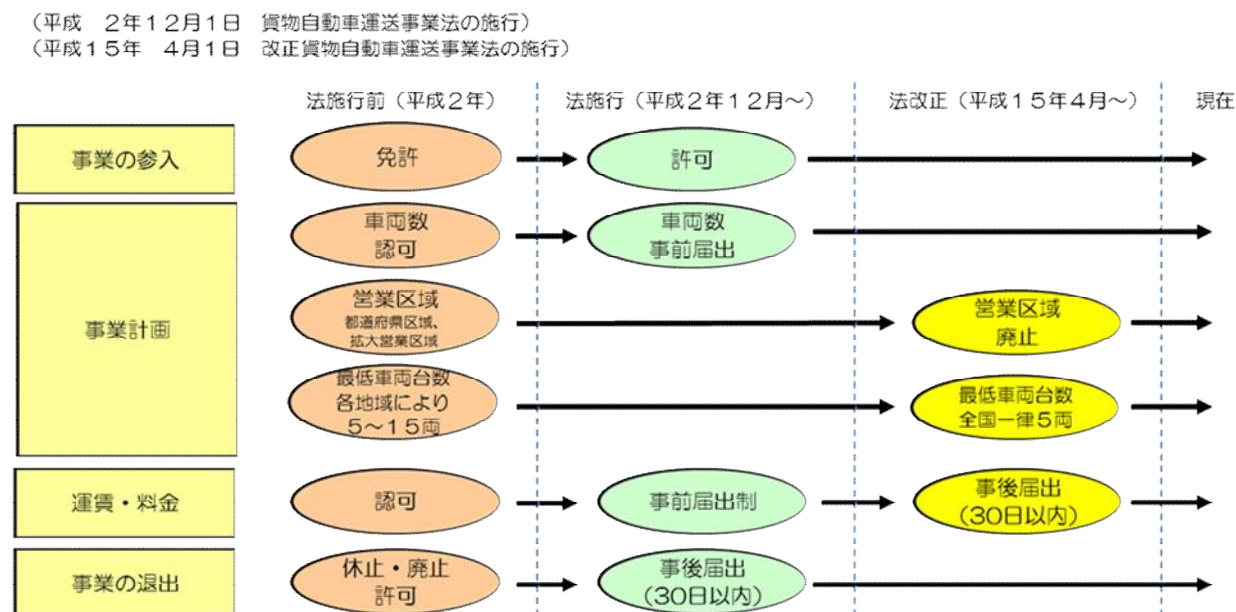 （平成　２年１２月１日　貨物自動車運送事業法の施行）
（平成１５年　４月１日　改正貨物自動車運送事業法の施行）
法施行前（平成２年）
法施行（平成２年１２月～）
法改正（平成１５年４月～）
現在
事業の参入
免許
許可
事業計画
車両数
認可
車両数
事前届出
営業区域
都道府県区域、
拡大営業区域
営業区域
廃止
最低車両台数
各地域により
５～１５両
最低車両台数
全国一律５両
運賃・料金
認可
事前届出制
事後届出
（30日以内）
事業の退出
休止・廃止
許可
事後届出
（30日以内）